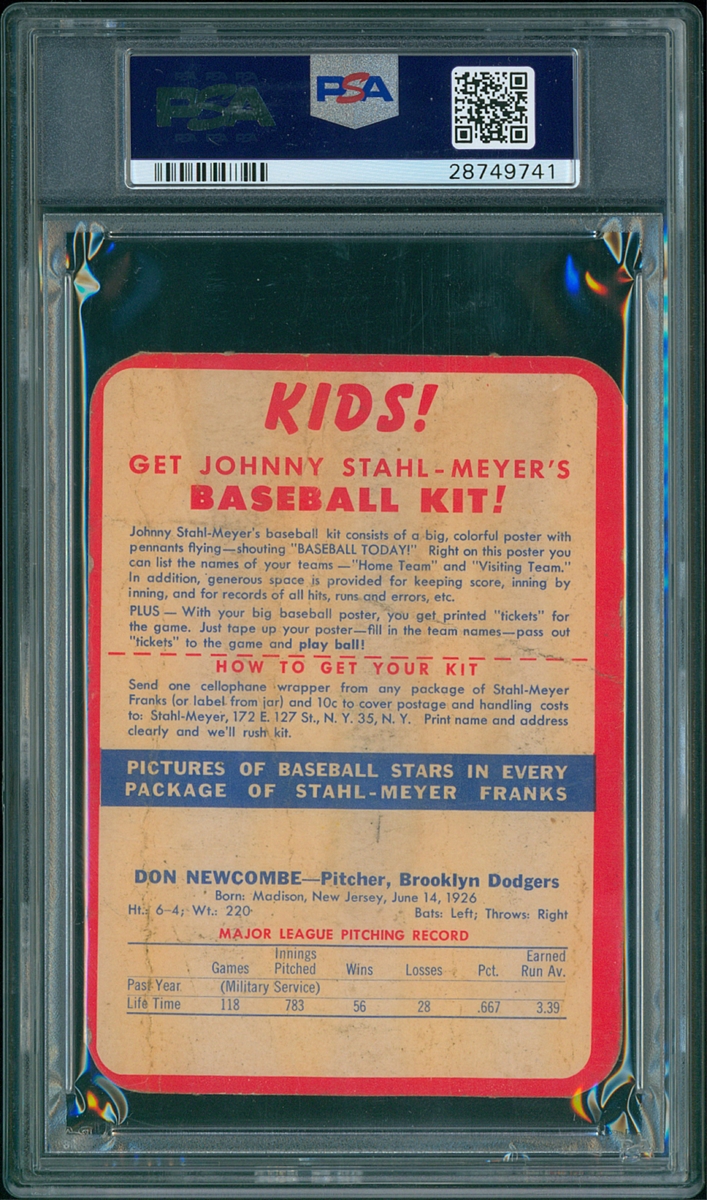 PSA PSA PSA
PSA
PSA PSA PSA
PSA
28749741
KIDS!
GET JOHNNY STAHL-MEYER'S
BASEBALL KIT!
Johnny Stahl-Meyer's baseball kit consists of a big, colorful poster with
pennants flying—shouting "BASEBALL TODAY!" Right on this poster you
can list the names of your teams —"Home Team" and "Visiting Team."
In addition, generous space is provided for keeping score, inning by
inning, and for records of all hits, runs and errors, etc.
PLUS — With your big baseball poster, you get printed "tickets" for
the game. Just tape up your poster—fill in the team names—pass out
"tickets" to the game and play ball!
HOW TO GET YOUR KIT
Send one cellophane wrapper from any package of Stahl-Meyer
Franks (or label from jar) and 10c to cover postage and handling costs
to: Stahl-Meyer, 172 E. 127 St., N. Y. 35, N. Y. Print name and address
clearly and we'll rush kit.
PICTURES OF BASEBALL STARS IN EVERY
PACKAGE OF STAHL-MEYER FRANKS
DON NEWCOMBE—Pitcher, Brooklyn Dodgers
Born: Madison, New Jersey, June 14, 1926
Ht.: 6-4; Wt.: 220 Bats: Left; Throws: Right
MAJOR LEAGUE PITCHING RECORD
Games Innings Pitched Wins Losses Pct. Earned Run Av.
Past Year (Military Service)
Life Time 118 783 56 28 .667 3.39